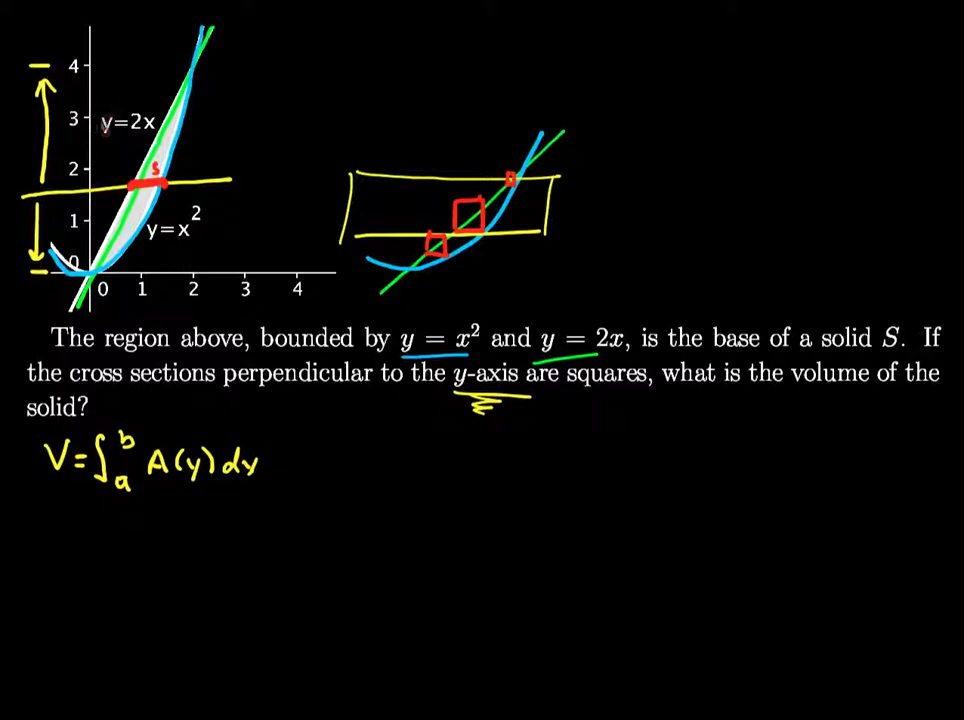 4
y=2x
3
s
2
1
y=x²
0
0 1 2 3 4
The region above, bounded by y = x² and y = 2x, is the base of a solid S. If
the cross sections perpendicular to the y-axis are squares, what is the volume of the
solid?
V=∫ₐᵇ A(y) dy